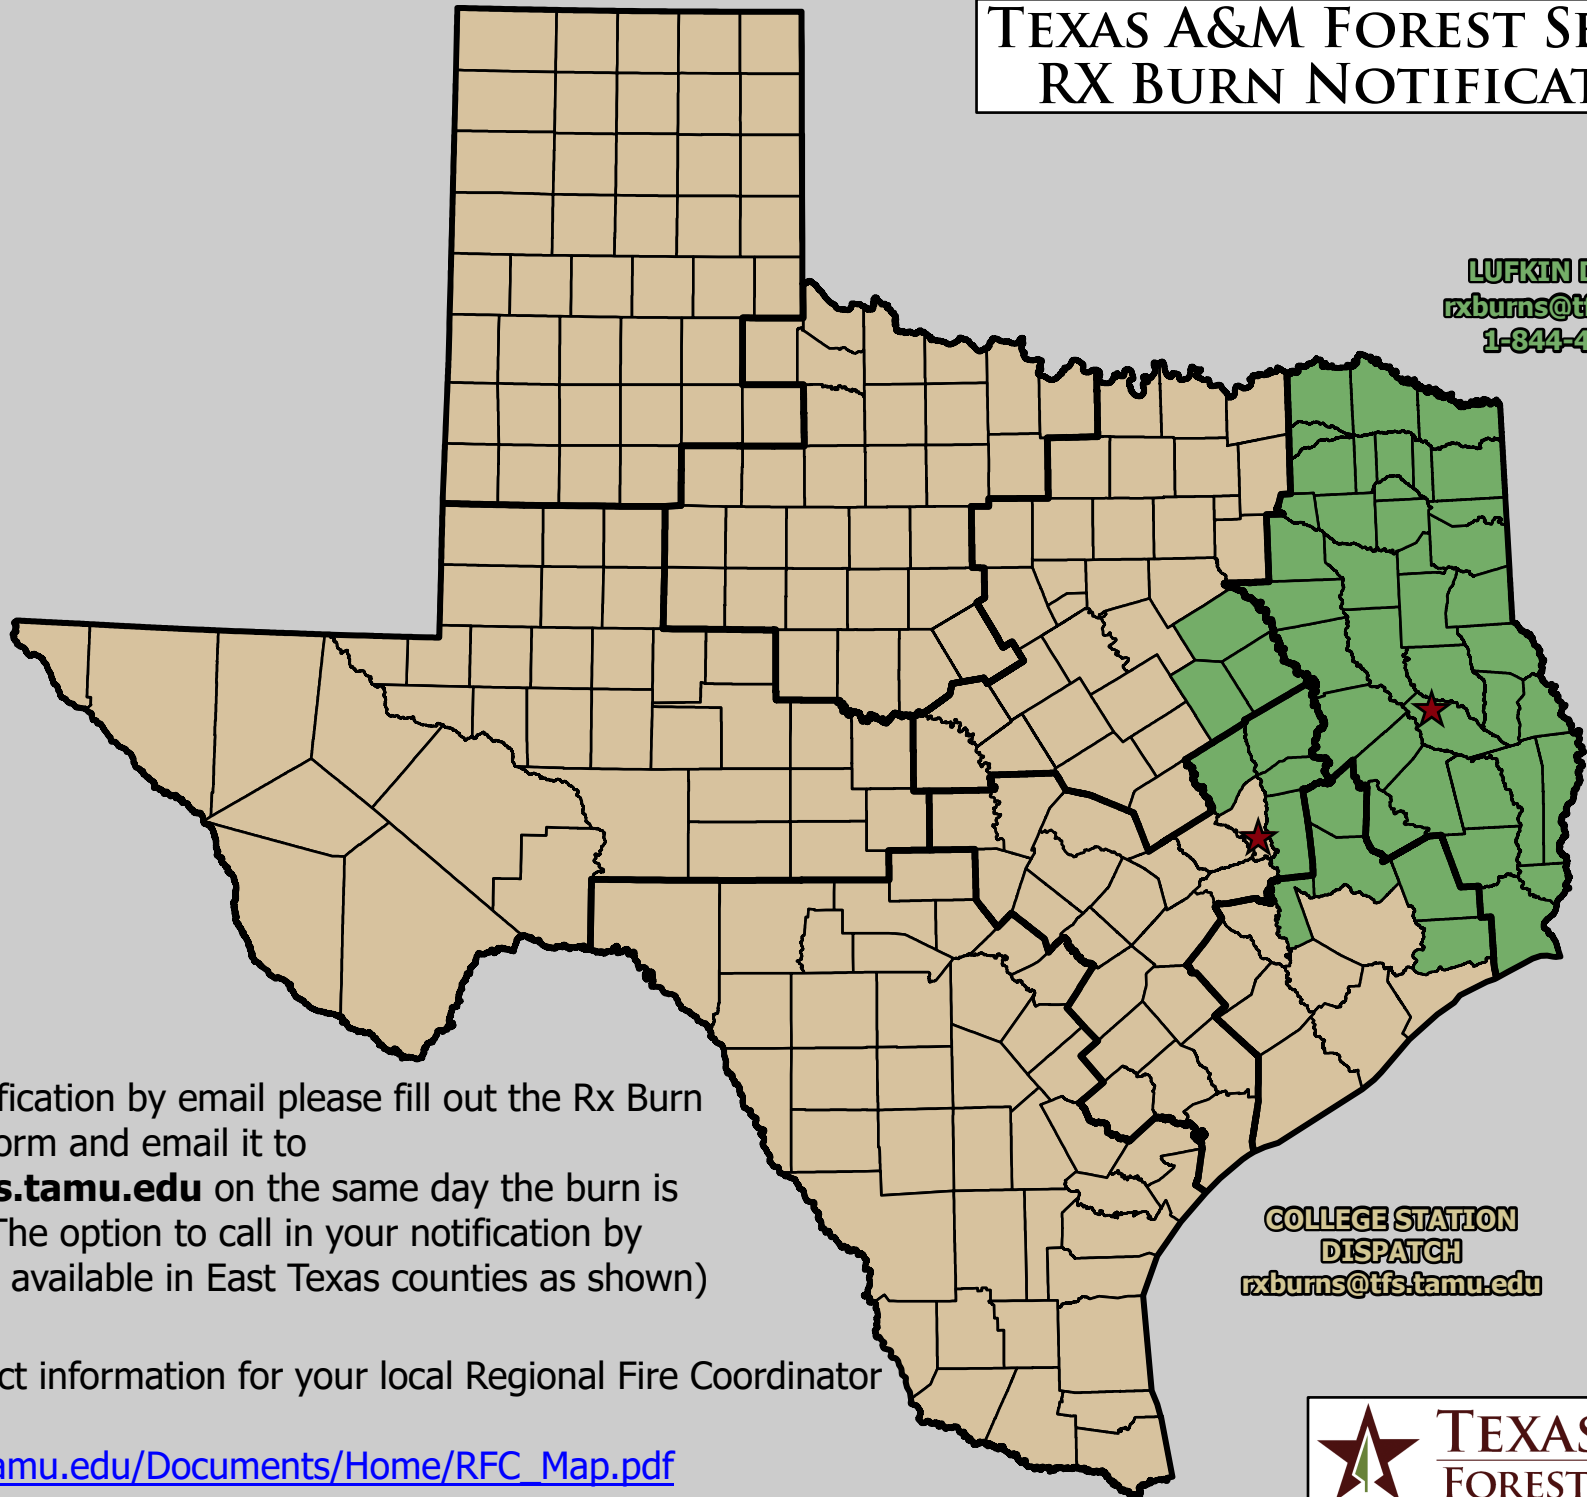 TEXAS A&M FOREST SE
RX BURN NOTIFICAT
LUFKIN D
rxburns@tf
1-844-4
ification by email please fill out the Rx Burn
orm and email it to
s.tamu.edu on the same day the burn is
The option to call in your notification by
available in East Texas counties as shown)
COLLEGE STATION
DISPATCH
rxburns@tfs.tamu.edu
ct information for your local Regional Fire Coordinator
amu.edu/Documents/Home/RFC_Map.pdf
TEXAS
FOREST